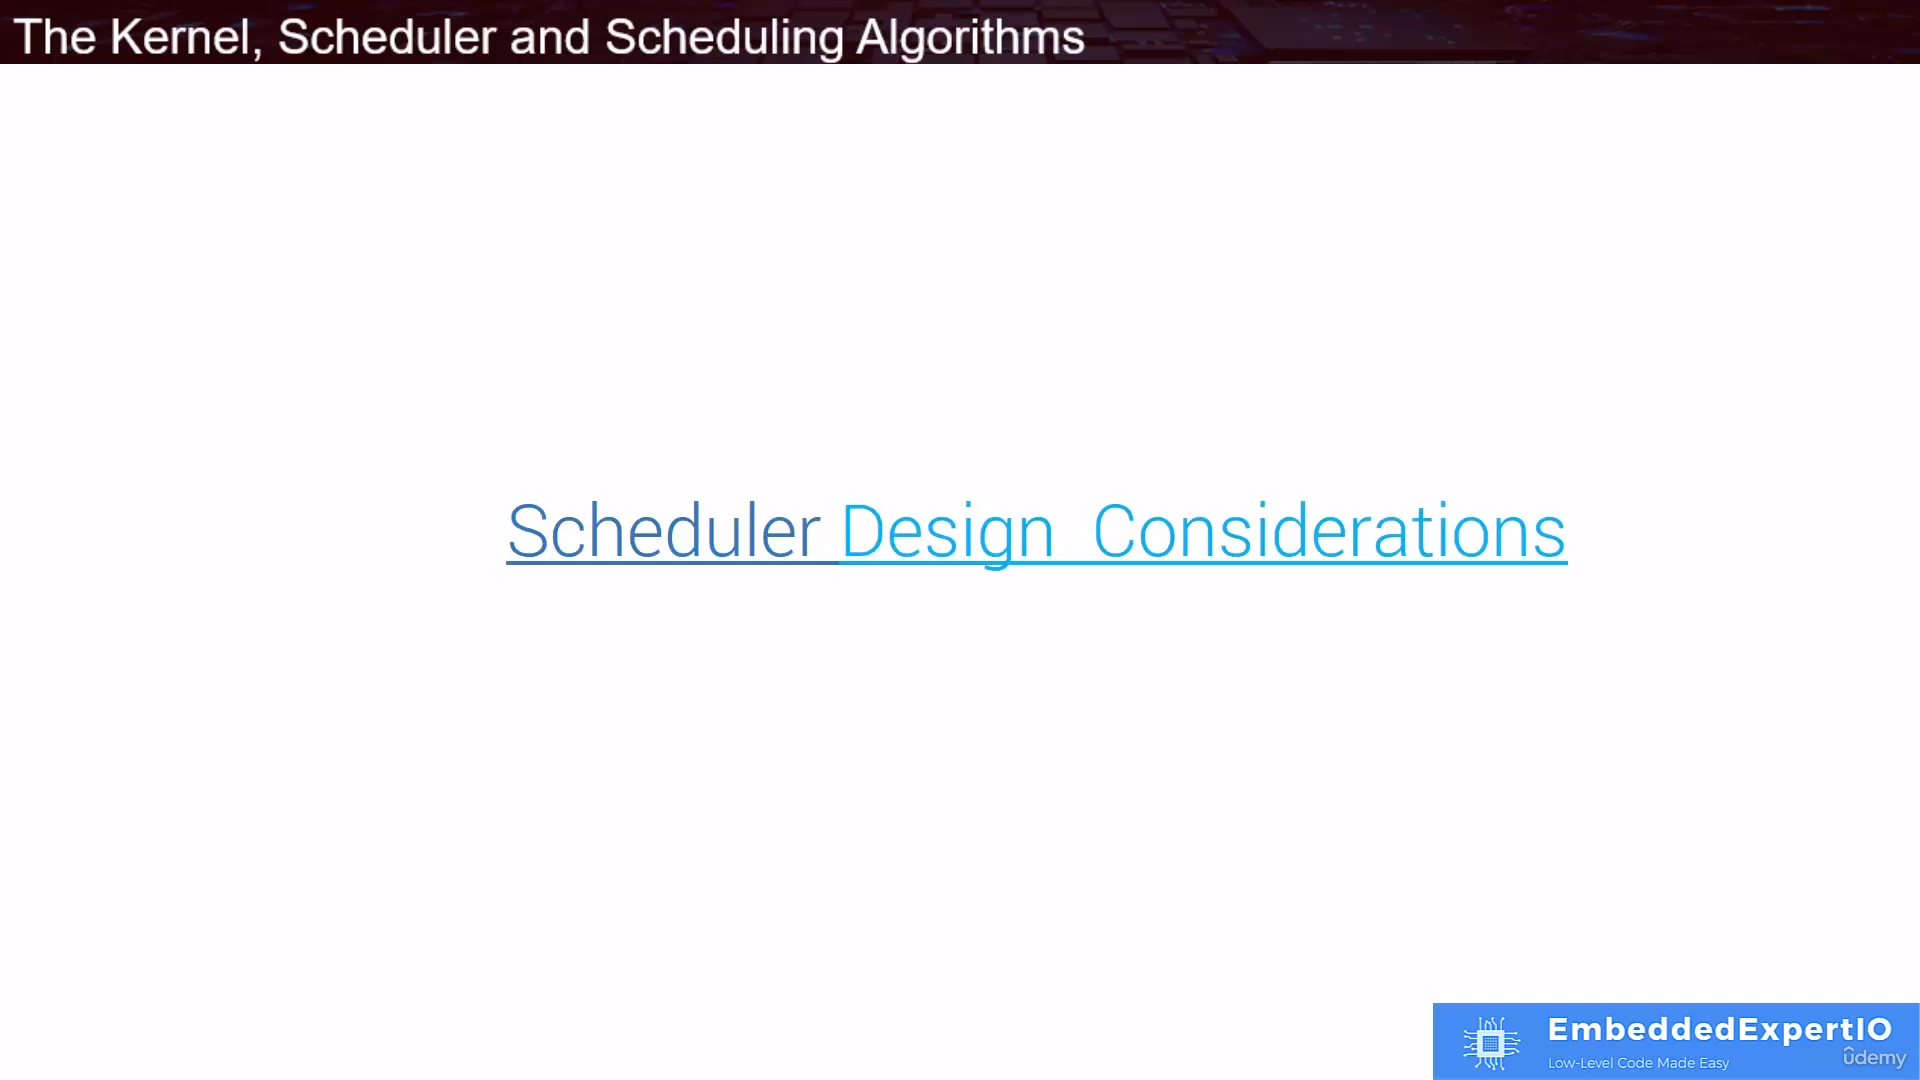 The Kernel, Scheduler and Scheduling Algorithms
Scheduler Design  Considerations
EmbeddedExpertIO
Low-Level Code Made Easy
ûdemy